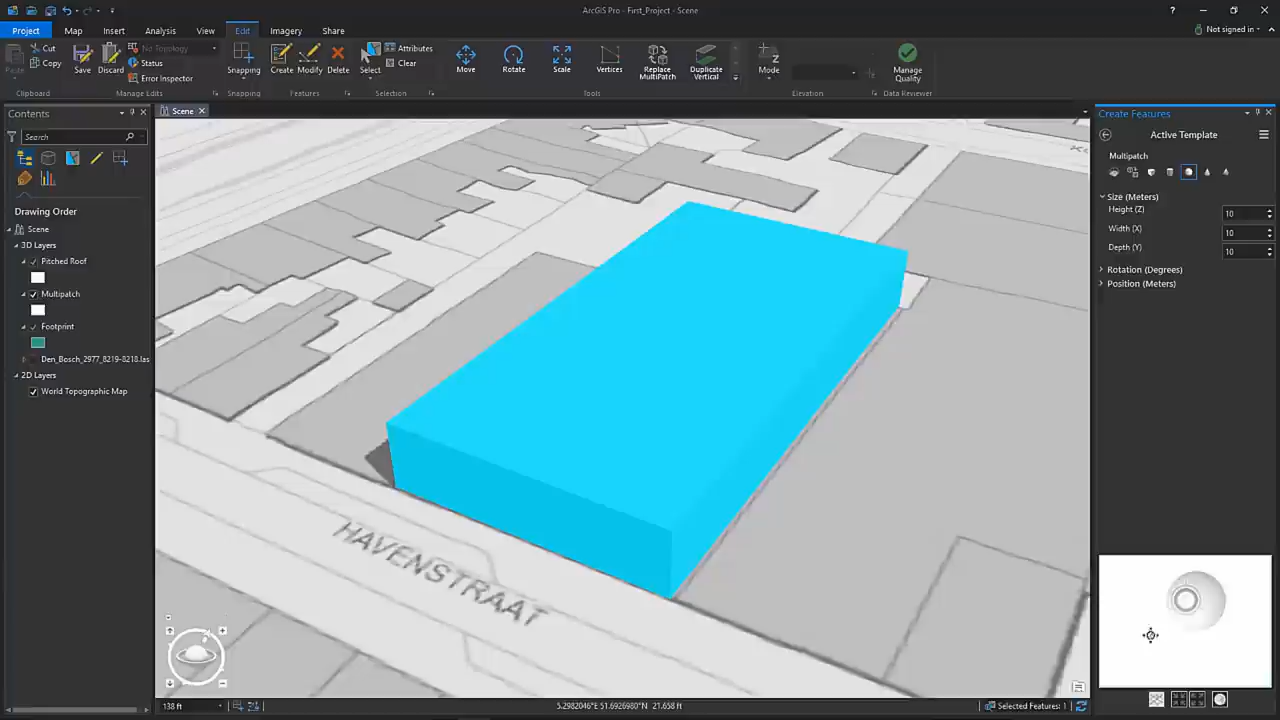 ArcGIS Pro - First_Project - Scene
?
Project Map Insert Analysis View Edit Imagery Share
Not signed in
Paste Cut Copy
Save Discard No Topology Status Error Inspector
Snapping Create Modify Delete
Select Attributes Clear
Move Rotate Scale Vertices Replace MultiPatch Duplicate Vertical
Mode Manage Quality
Clipboard Manage Edits Snapping Features Selection Tools Elevation Data Reviewer
Contents
Search
Drawing Order
Scene
3D Layers
Pitched Roof
Multipatch
Footprint
Den_Bosch_2977_8219-8218.las
2D Layers
World Topographic Map
Scene
HAVENSTRAAT
138 ft
5.2982046°E 51.6926980°N 21.658 ft
Selected Features: 1
Create Features
Active Template
Multipatch
Size (Meters)
Height (Z) 10
Width (X) 10
Depth (Y) 10
Rotation (Degrees)
Position (Meters)